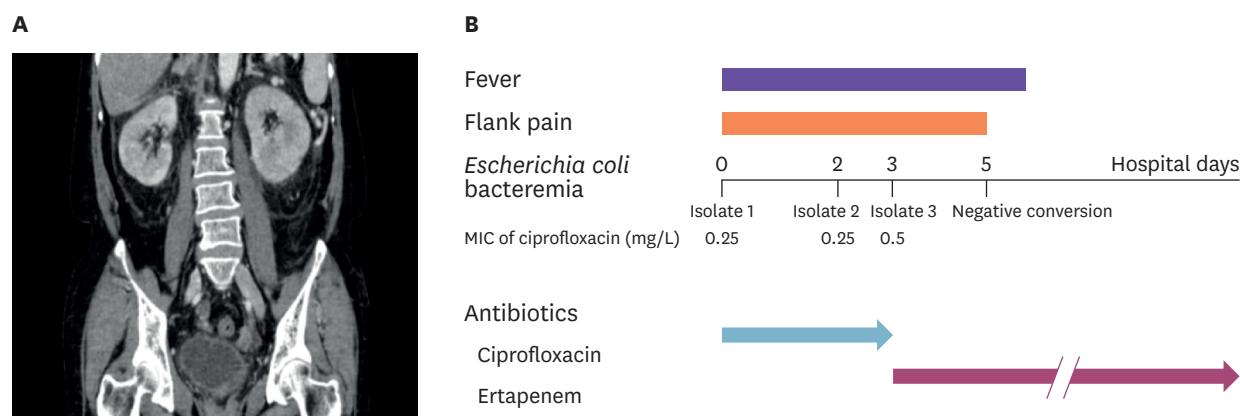 A
B
Fever
Flank pain
Escherichia coli
bacteremia
0 2 3 5 Hospital days
Isolate 1 Isolate 2 Isolate 3 Negative conversion
MIC of ciprofloxacin (mg/L) 0.25 0.25 0.5
Antibiotics
Ciprofloxacin
Ertapenem